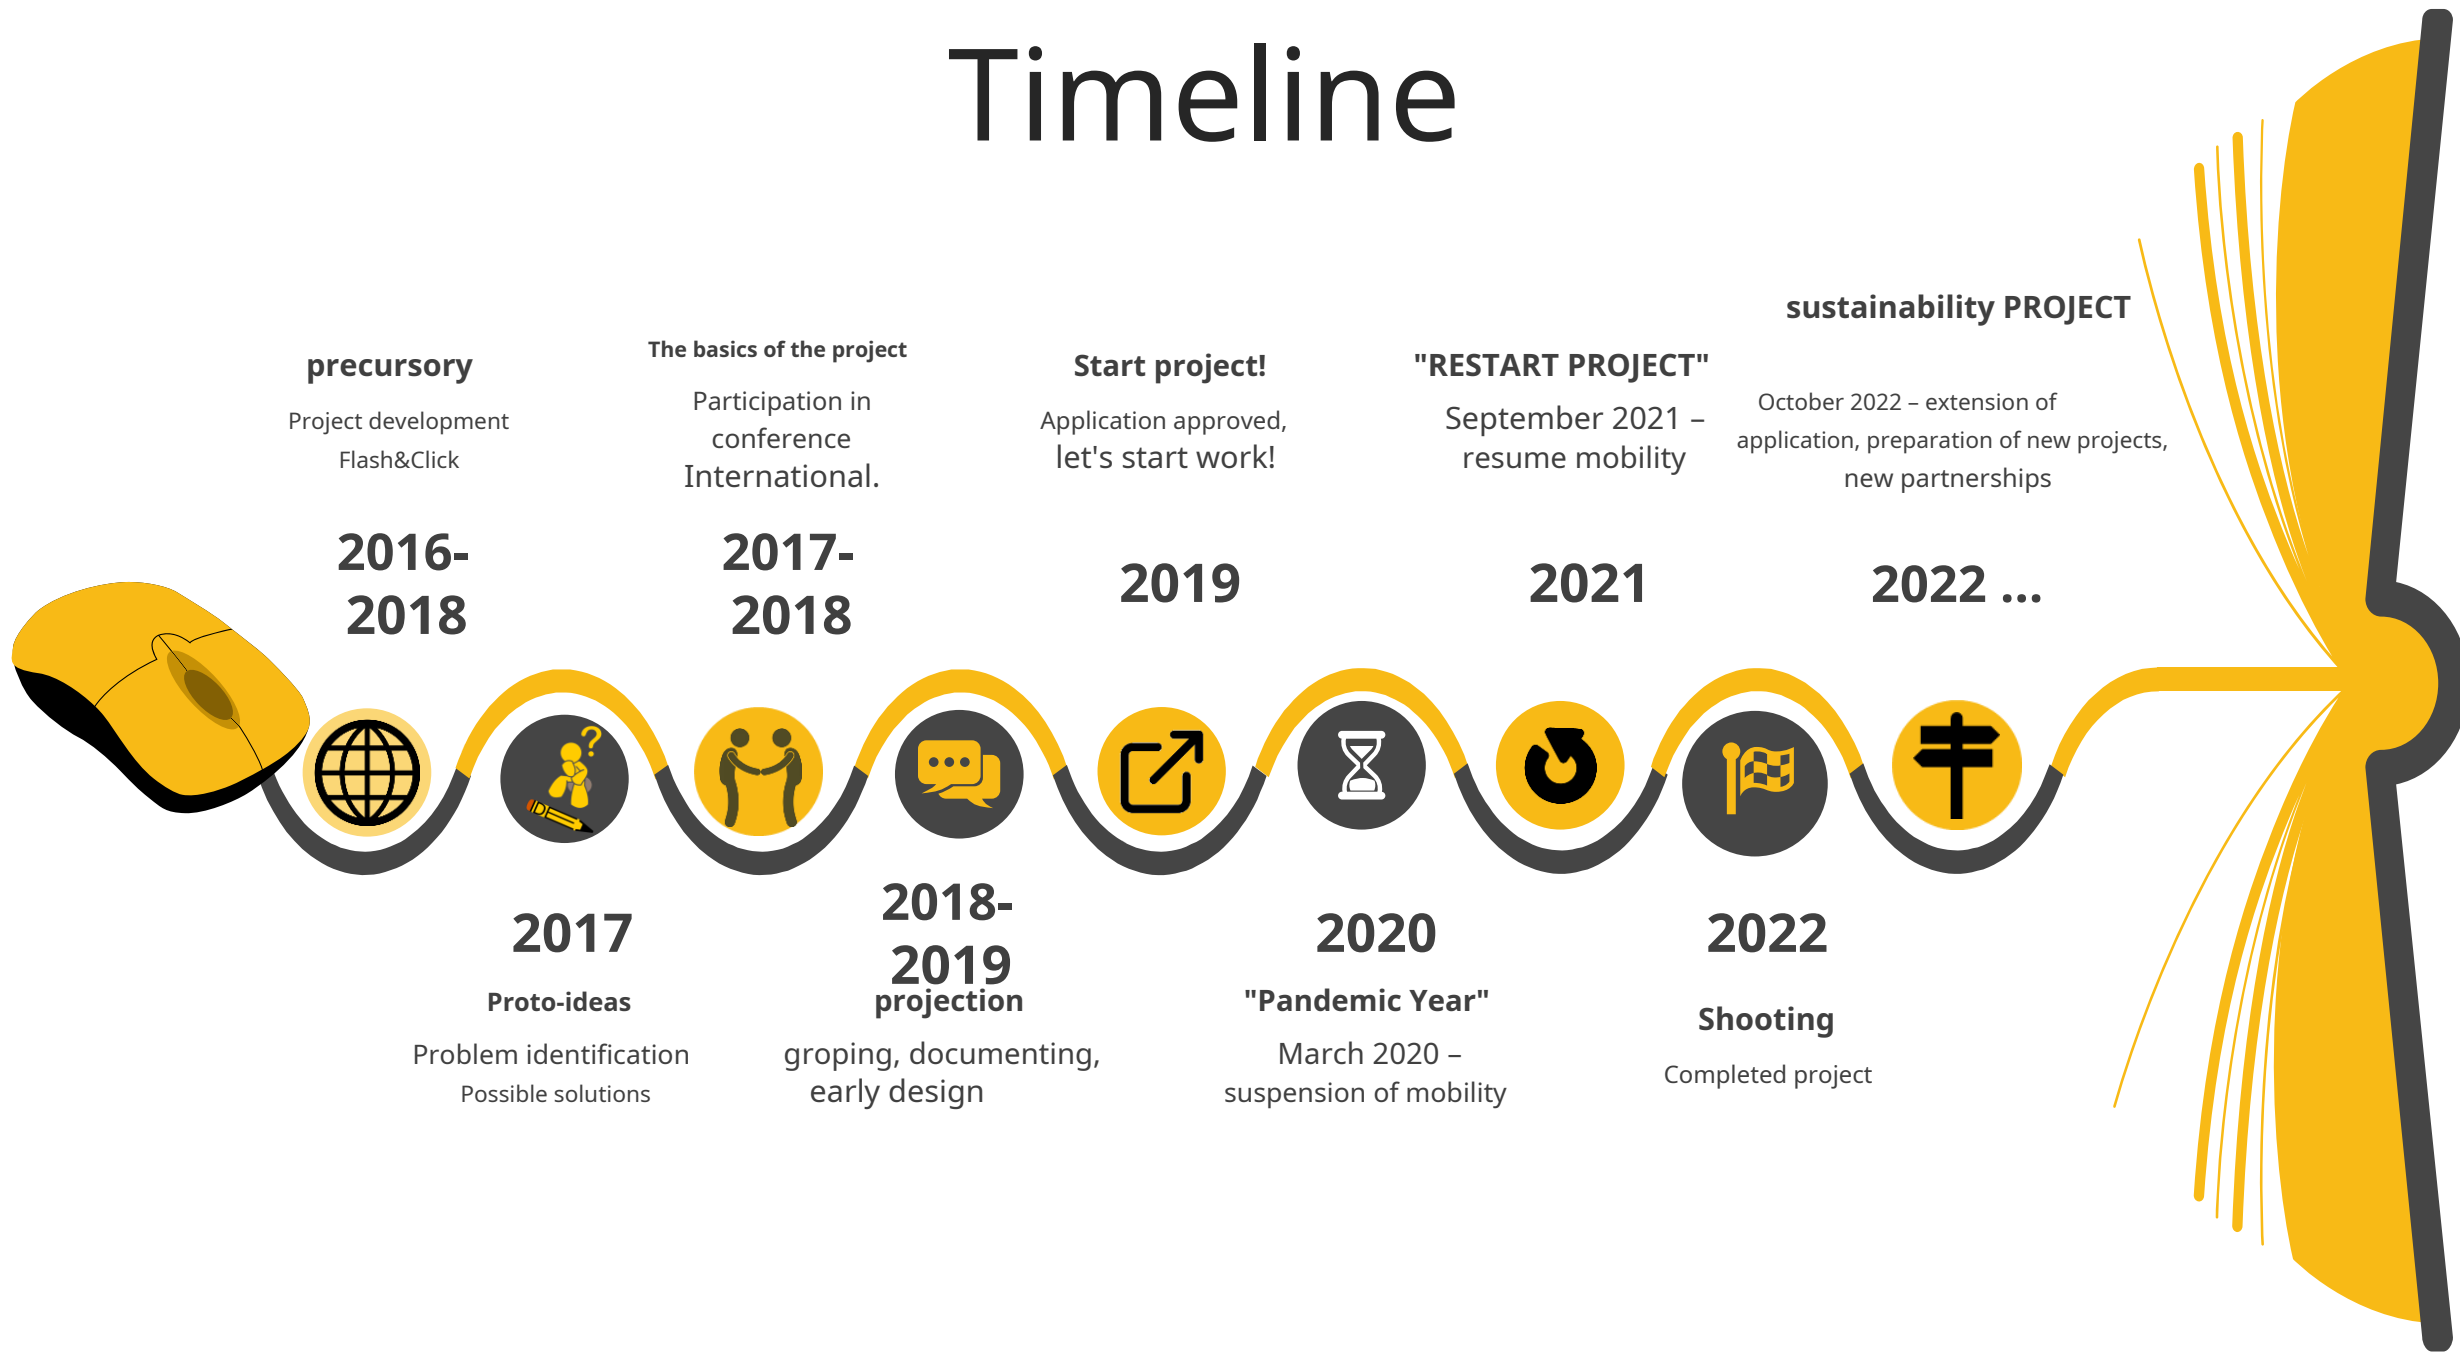 Timeline
precursory
Project development
Flash&Click
2016-
2018
The basics of the project
Participation in
conference
International.
2017-
2018
Start project!
Application approved,
let's start work!
2019
"RESTART PROJECT"
September 2021 –
resume mobility
2021
sustainability PROJECT
October 2022 – extension of
application, preparation of new projects,
new partnerships
2022 ...
2017
Proto-ideas
Problem identification
Possible solutions
2018-
2019
projection
groping, documenting,
early design
2020
"Pandemic Year"
March 2020 –
suspension of mobility
2022
Shooting
Completed project